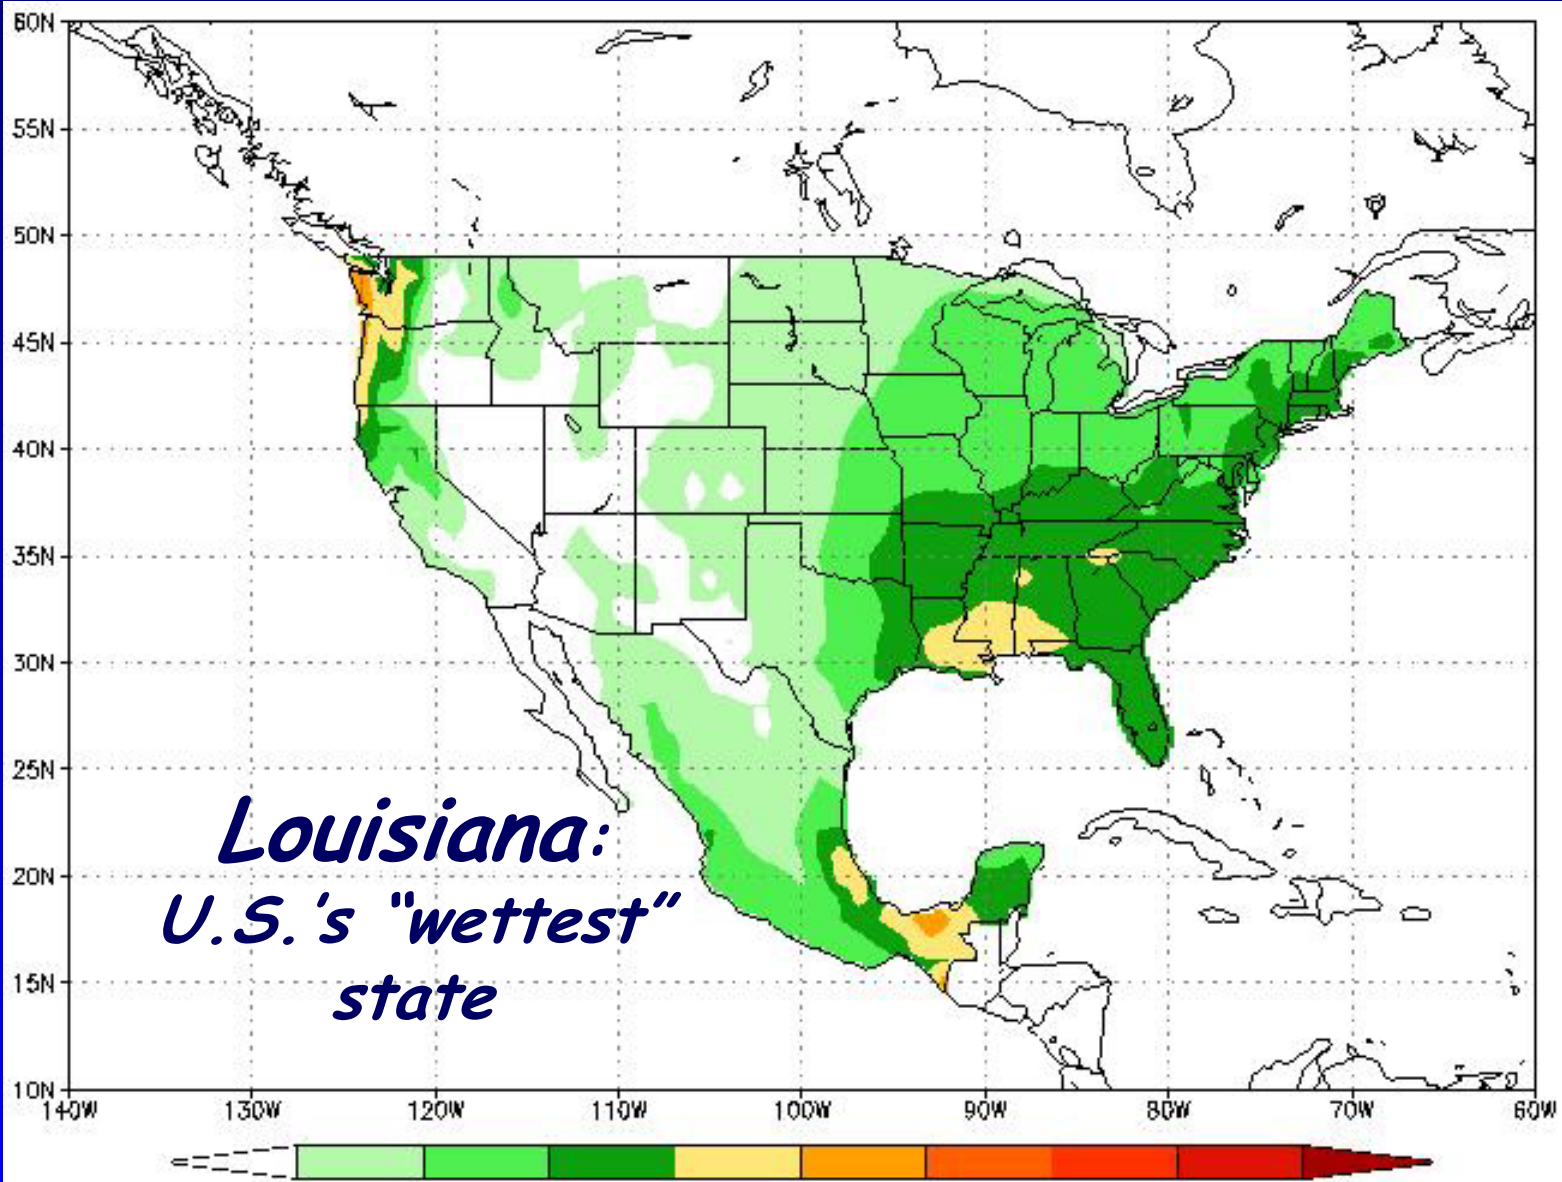 60N
55N
50N
45N
40N
35N
30N
25N
20N
15N
10N
Louisiana:
U.S.'s “wettest”
state
140W 130W 120W 110W 100W 90W 80W 70W 60W